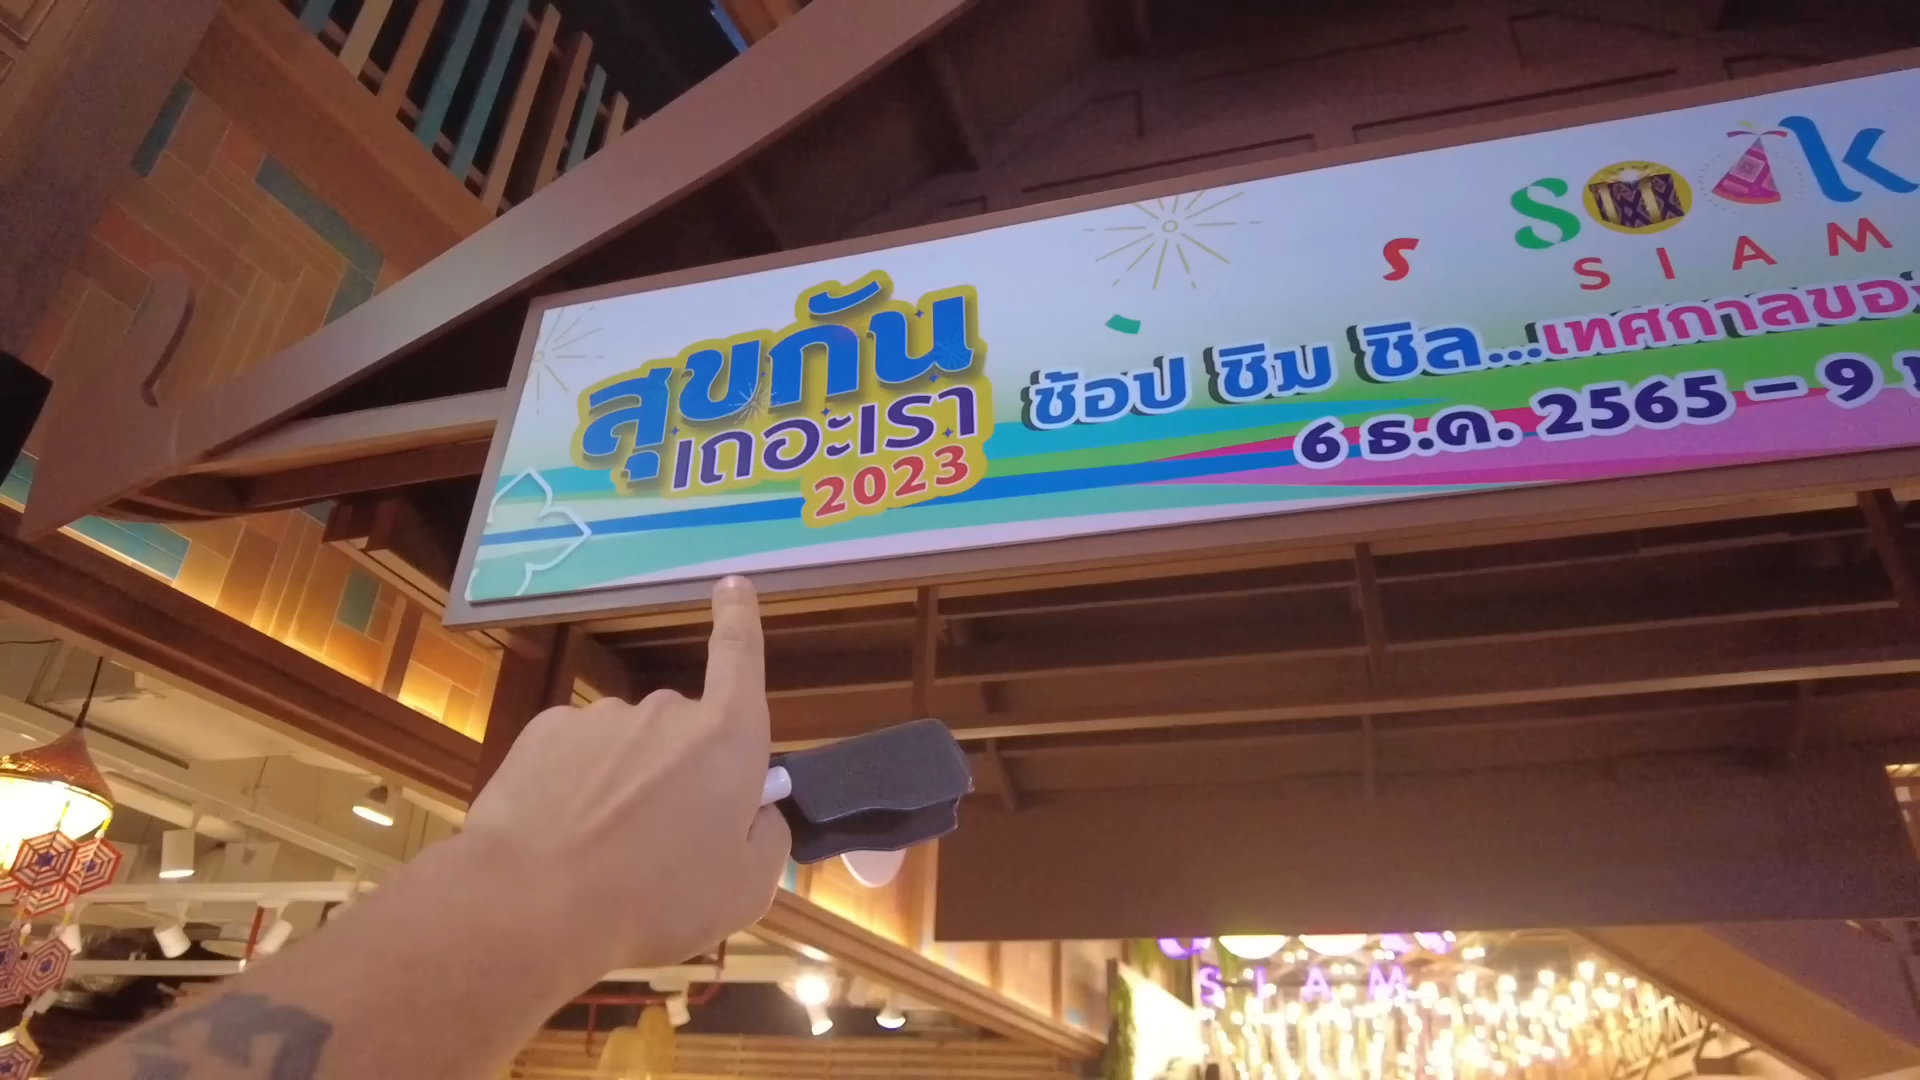 สุขกัน
เถอะเรา
2023
S SOOK
SIAM
ช้อป ชิม ชิล...เทศกาลของ
6 ธ.ค. 2565 – 9
SIAM